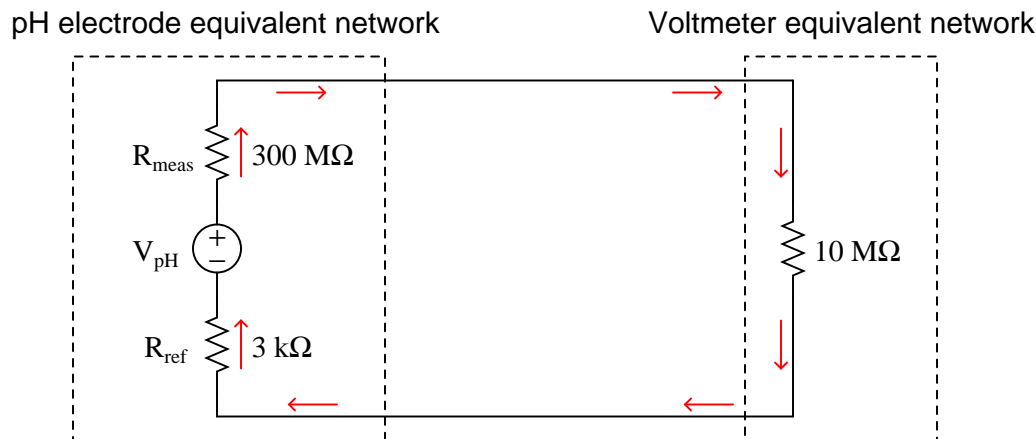 pH electrode equivalent network
Voltmeter equivalent network
R_meas 300 MΩ
V_pH + −
10 MΩ
R_ref 3 kΩ